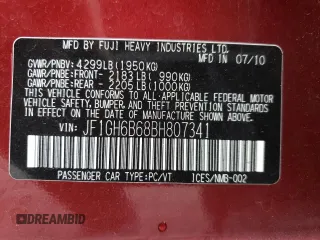 MFD BY FUJI HEAVY INDUSTRIES LTD.
GVWR/PNBV: 4299LB(1950KG) MFD IN 07/10
GAWR/PNBE:FRONT- 2183LB( 990KG)
GAWR/PNBE:REAR - 2205LB(1000KG)
THIS VEHICLE CONFORMS TO ALL APPLICABLE
FEDERAL MOTOR VEHICLE SAFETY, BUMPER, AND
THEFT PREVENTION STANDARDS IN EFFECT ON
THE DATE OF MANUFACTURE SHOWN ABOVE.
VIN: JF1GH6B68BH807341
PASSENGER CAR TYPE:PC/VT ICES/NMB-002
DREAMBID